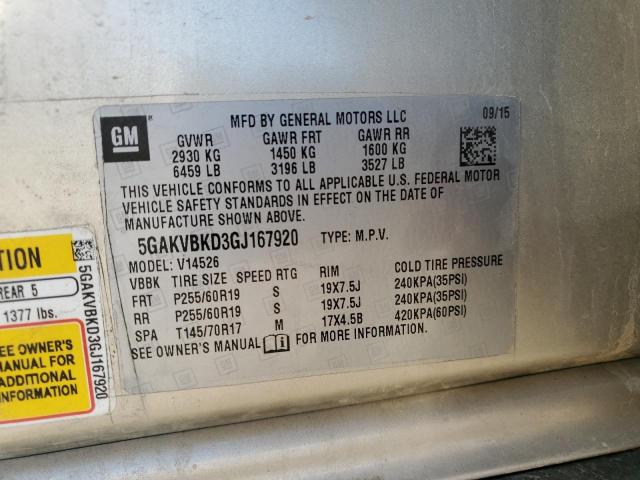 GM
MFD BY GENERAL MOTORS LLC
09/15
GVWR GAWR FRT GAWR RR
2930 KG 1450 KG 1600 KG
6459 LB 3196 LB 3527 LB
THIS VEHICLE CONFORMS TO ALL APPLICABLE U.S. FEDERAL MOTOR
VEHICLE SAFETY STANDARDS IN EFFECT ON THE DATE OF
MANUFACTURE SHOWN ABOVE.
5GAKVBKD3GJ167920 TYPE: M.P.V.
MODEL: V14526
VBBK TIRE SIZE SPEED RTG RIM COLD TIRE PRESSURE
FRT P255/60R19 S 19X7.5J 240KPA(35PSI)
RR P255/60R19 S 19X7.5J 240KPA(35PSI)
SPA T145/70R17 M 17X4.5B 420KPA(60PSI)
SEE OWNER'S MANUAL FOR MORE INFORMATION.
REAR 5
1377 lbs.
SEE OWNER'S
MANUAL FOR
ADDITIONAL
INFORMATION
5GAKVBKD3GJ167920